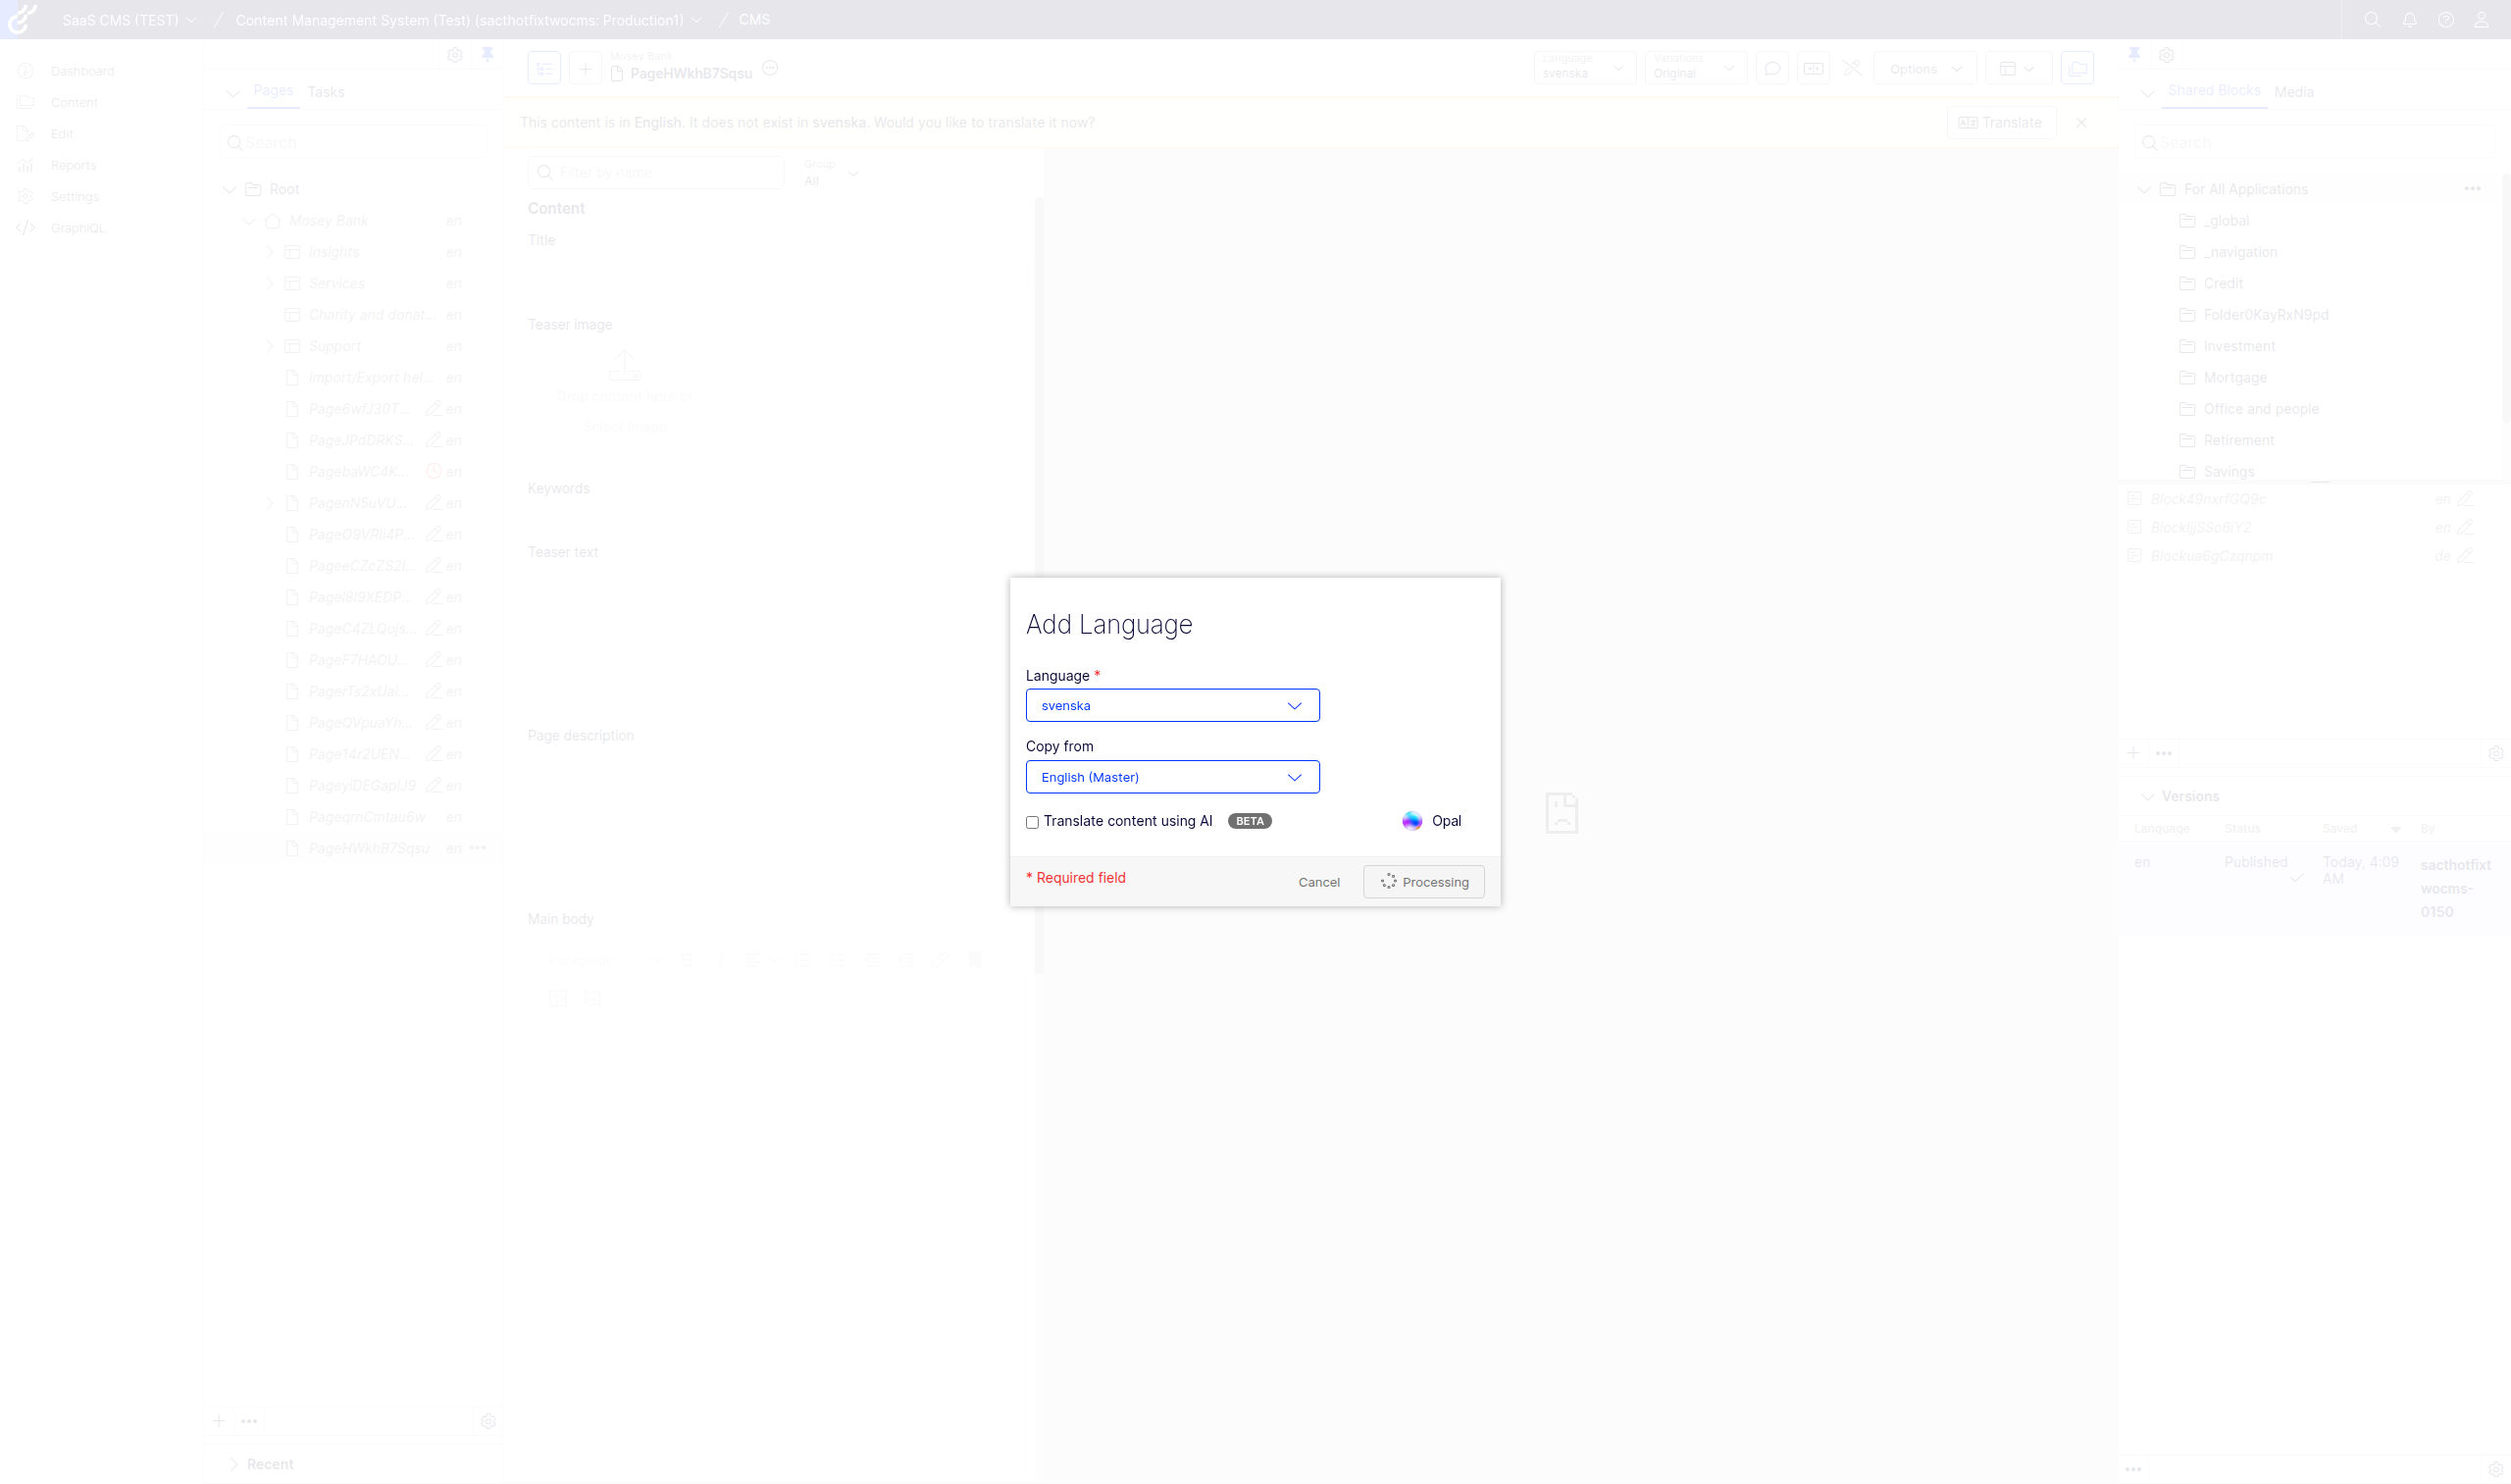 SaaS CMS (TEST) / Content Management System (Test) (sacthotfixtwocms: Production1) / CMS
Dashboard
Content
Edit
Reports
Settings
GraphiQL
Pages Tasks
Search
Root
Mosey Bank en
Insights en
Services en
Charity and donat... en
Support en
Import/Export hel... en
Page6wfJ30T... en
PageJPdDRKS... en
PagebaWC4K... en
PagenN5uVU... en
PageO9VRli4P... en
PageeCZcZS2I... en
Pagel8I9XEDP... en
PageC4ZLQojs... en
PageF7HAOU... en
PagerTs2xUai... en
PageQVpuaYh... en
Page14r2UEN... en
PageyiDEGaplJ9 en
PageqrnCmtau6w en
PageHWkhB7Sqsu en
Recent
Mosey Bank
PageHWkhB7Sqsu
Language
svenska
Variations
Original
Options
This content is in English. It does not exist in svenska. Would you like to translate it now?
Translate
Filter by name
Group
All
Content
Title
Teaser image
Drop content here or
Select Image
Keywords
Teaser text
Page description
Main body
Paragraph
Add Language
Language *
svenska
Copy from
English (Master)
Translate content using AI BETA Opal
* Required field Cancel Processing
Shared Blocks Media
Search
For All Applications
_global
_navigation
Credit
Folder0KayRxN9pd
Investment
Mortgage
Office and people
Retirement
Savings
Block49nxrfGQ9c en
BlockljjSSo6IY2 en
Blockua6gCzqnpm de
Versions
Language Status Saved By
en Published Today, 4:09 AM sacthotfixtwocms-0150